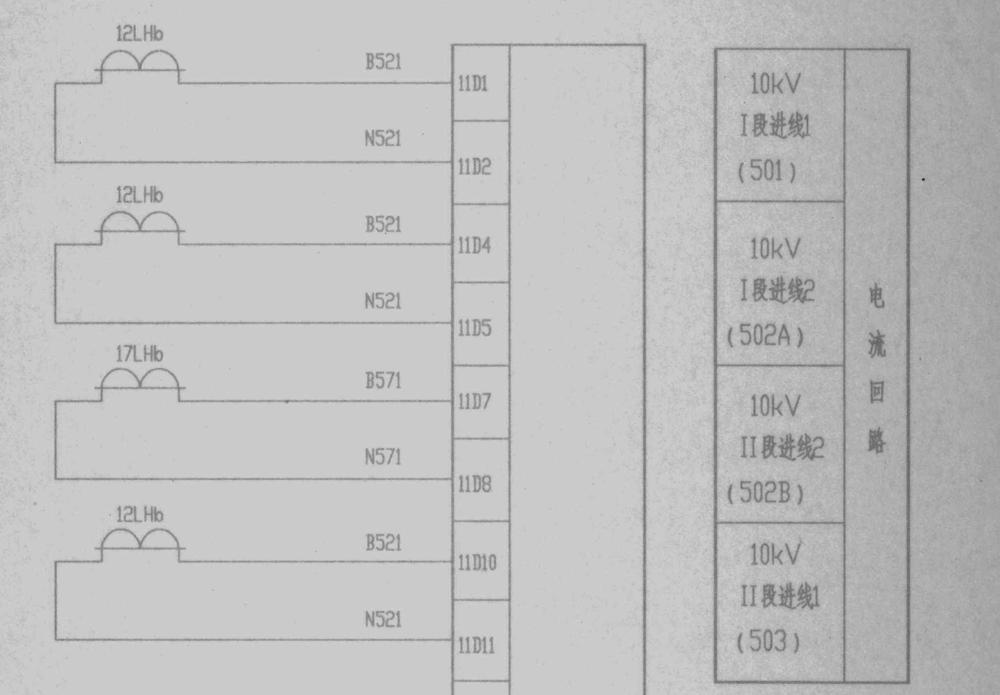 12LHb
B521
11D1
N521
11D2
12LHb
B521
11D4
N521
11D5
17LHb
B571
11D7
N571
11D8
12LHb
B521
11D10
N521
11D11
10kV
I段进线1
(501)
10kV
I段进线2
(502A)
10kV
II段进线2
(502B)
10kV
II段进线1
(503)
电
流
回
路